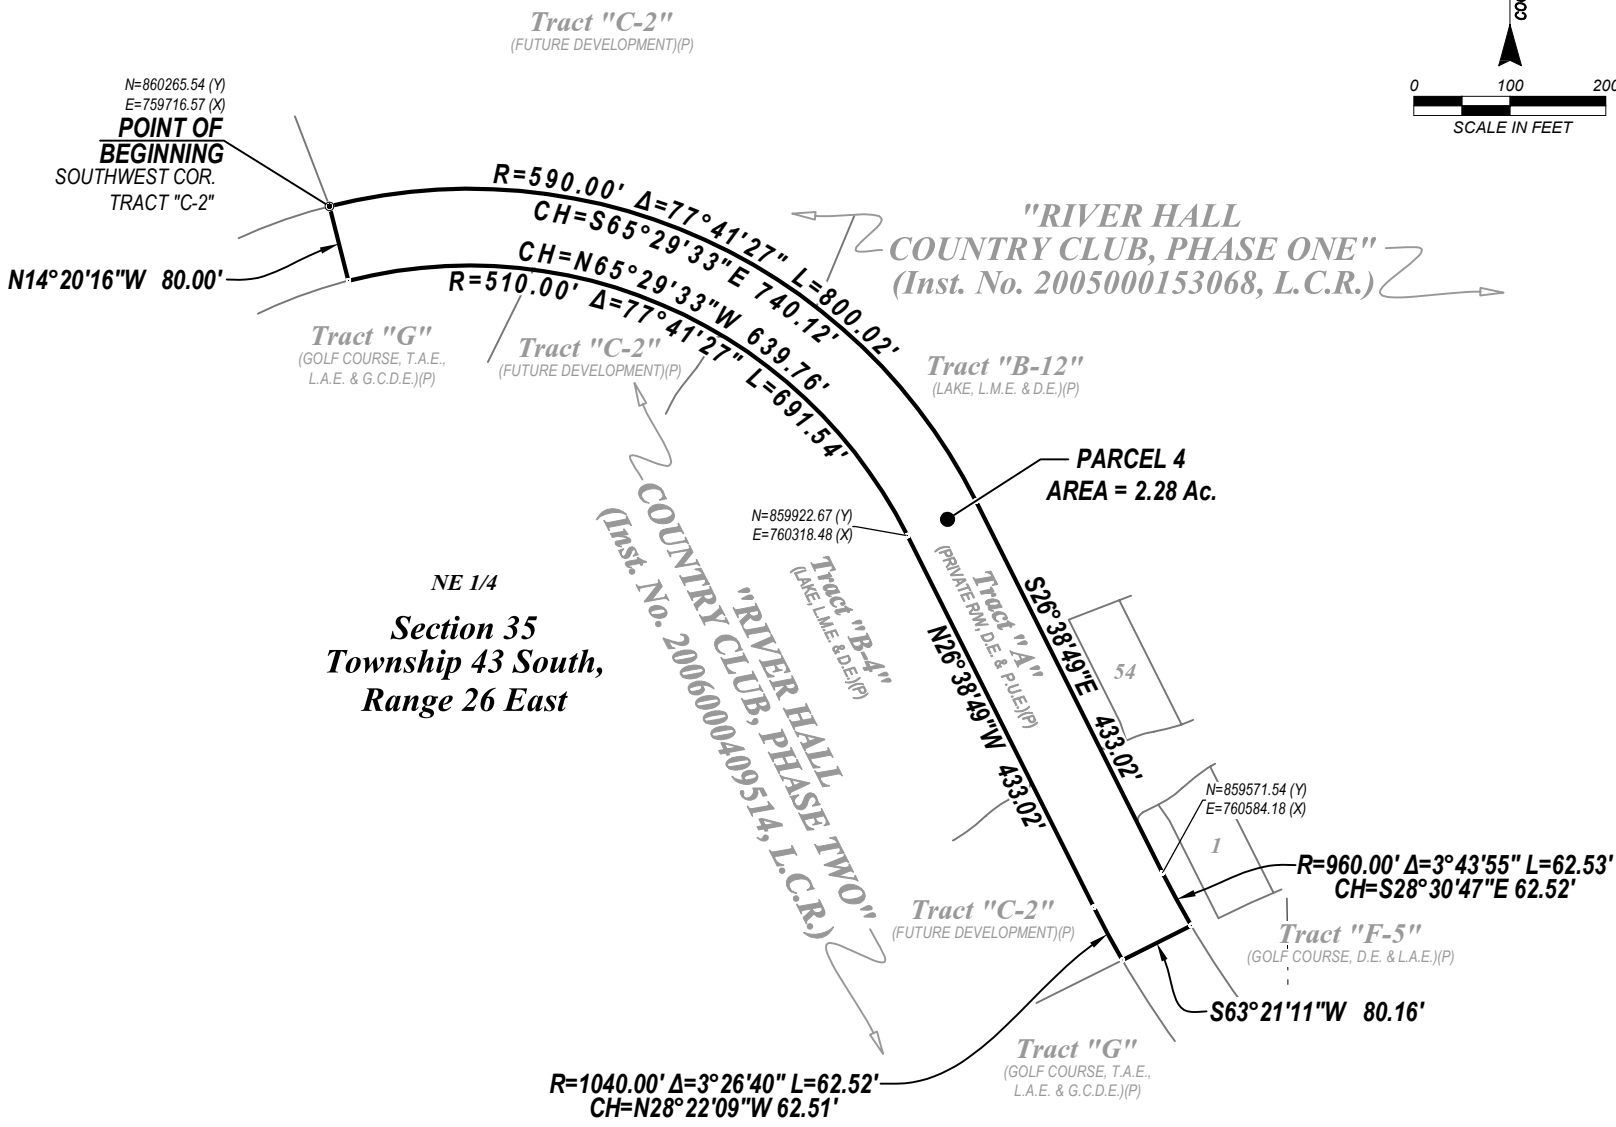 Tract "C-2"
(FUTURE DEVELOPMENT)(P)
0 100 200
SCALE IN FEET
N=860265.54 (Y)
E=759716.57 (X)
POINT OF
BEGINNING
SOUTHWEST COR.
TRACT "C-2"
N14°20'16"W 80.00'
R=590.00' Δ=77°41'27" L=800.02'
CH=S65°29'33"E 740.12'
CH=N65°29'33"W 639.76'
R=510.00' Δ=77°41'27" L=691.54'
"RIVER HALL
COUNTRY CLUB, PHASE ONE"
(Inst. No. 2005000153068, L.C.R.)
Tract "G"
(GOLF COURSE, T.A.E.,
L.A.E. & G.C.D.E.)(P)
Tract "C-2"
(FUTURE DEVELOPMENT)(P)
Tract "B-12"
(LAKE, L.M.E. & D.E.)(P)
PARCEL 4
AREA = 2.28 Ac.
N=859922.67 (Y)
E=760318.48 (X)
NE 1/4
Section 35
Township 43 South,
Range 26 East
"RIVER HALL
COUNTRY CLUB, PHASE TWO"
(Inst. No. 2006000409514, L.C.R.)
Tract "B-4"
(LAKE, L.M.E. & D.E.)(P)
Tract "A"
(PRIVATE R/W, D.E. & P.U.E.)(P)
S26°38'49"E 433.02'
N26°38'49"W 433.02'
54
N=859571.54 (Y)
E=760584.18 (X)
1
R=960.00' Δ=3°43'55" L=62.53'
CH=S28°30'47"E 62.52'
Tract "C-2"
(FUTURE DEVELOPMENT)(P)
Tract "F-5"
(GOLF COURSE, D.E. & L.A.E.)(P)
S63°21'11"W 80.16'
Tract "G"
(GOLF COURSE, T.A.E.,
L.A.E. & G.C.D.E.)(P)
R=1040.00' Δ=3°26'40" L=62.52'
CH=N28°22'09"W 62.51'